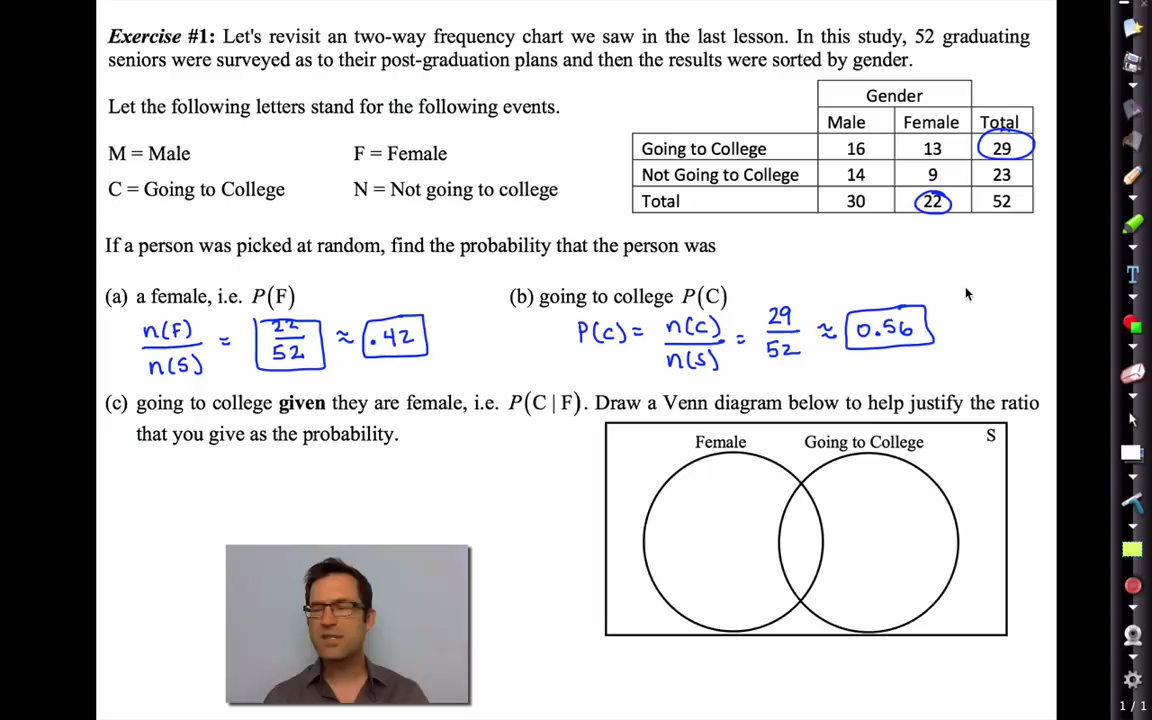 Exercise #1: Let's revisit an two-way frequency chart we saw in the last lesson. In this study, 52 graduating
seniors were surveyed as to their post-graduation plans and then the results were sorted by gender.
Let the following letters stand for the following events.
M = Male F = Female
C = Going to College N = Not going to college
Gender
Male Female Total
Going to College 16 13 29
Not Going to College 14 9 23
Total 30 22 52
If a person was picked at random, find the probability that the person was
(a) a female, i.e. P(F) (b) going to college P(C)
n(F)/n(S) = 22/52 ≈ .42 P(C) = n(C)/n(S) = 29/52 ≈ 0.56
(c) going to college given they are female, i.e. P(C | F). Draw a Venn diagram below to help justify the ratio
that you give as the probability.
Female Going to College S
T
1 / 1